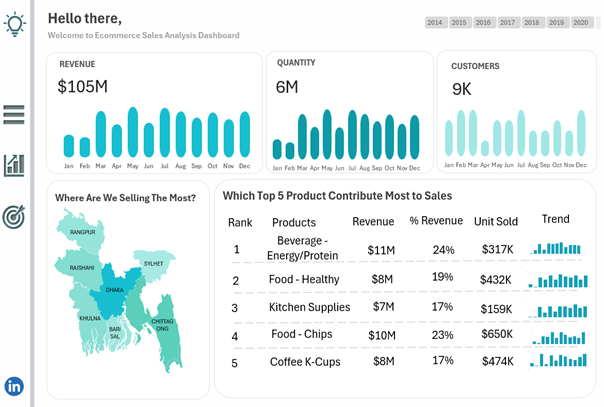 Hello there,
Welcome to Ecommerce Sales Analysis Dashboard
2014 2015 2016 2017 2018 2019 2020
REVENUE
$105M
Jan Feb Mar Apr May Jun Jul Aug Sep Oct Nov Dec
QUANTITY
6M
Jan Feb Mar Apr May Jun Jul Aug Sep Oct Nov Dec
CUSTOMERS
9K
Jan Feb Mar Apr May Jun Jul Aug Sep Oct Nov Dec
Where Are We Selling The Most?
RANGPUR
RAJSHAHI
SYLHET
DHAKA
KHULNA
BARI
SAL
CHITTAG
ONG
Which Top 5 Product Contribute Most to Sales
Rank Products Revenue % Revenue Unit Sold Trend
1 Beverage - Energy/Protein $11M 24% $317K
2 Food - Healthy $8M 19% $432K
3 Kitchen Supplies $7M 17% $159K
4 Food - Chips $10M 23% $650K
5 Coffee K-Cups $8M 17% $474K
in